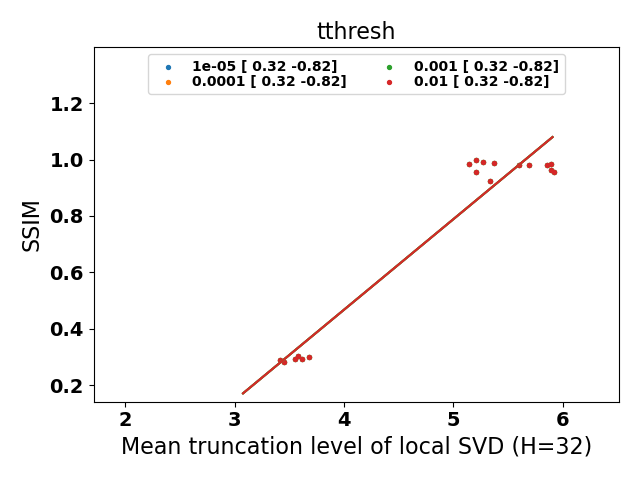 tthresh
1e-05 [ 0.32 -0.82]
0.0001 [ 0.32 -0.82]
0.001 [ 0.32 -0.82]
0.01 [ 0.32 -0.82]
SSIM
1.2
1.0
0.8
0.6
0.4
0.2
2 3 4 5 6
Mean truncation level of local SVD (H=32)